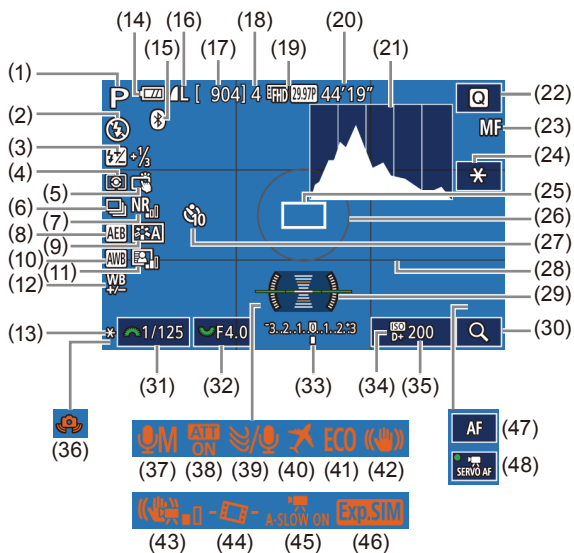 (14) (16) (17) (18) (19) (20) (21)
(15)
(1) P L [ 904] 4 FHD 29.97P 44'19" Q (22)
(2) MF (23)
(3) +⅓ (24)
(4) (25)
(5)
(6) NR (26)
(7) 10
(8) AEB A (27)
(9)
(10) AWB (28)
(11)
(12) WB +/− (29)
(13) * 1/125 F4.0 -3..2..1..0..1..2.+3 ISO D+ 200 (30)
(31) (32) (33) (34) (35)
(36)
M ATT ON ECO AF (47)
(37) (38) (39) (40) (41) (42) SERVO AF (48)
A-SLOW ON Exp.SIM
(43) (44) (45) (46)